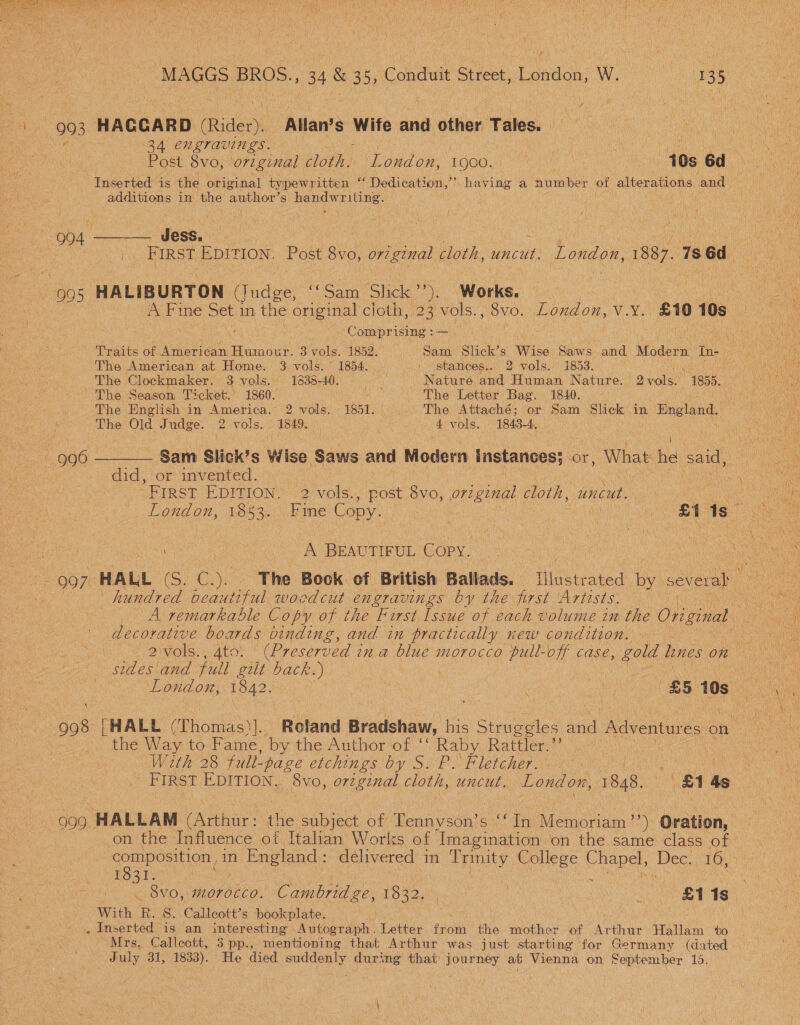 MAGGS BROS., 34 & 35, Conduit Street, London, W. 135
993 HAGGARD (Rider). Allan's Wife and other Tales.
34 engravings.
Post 8vo, original cloth. London, 1900. 10s 6d
Inserted is the original typewritten “ Dedication,” having a number of alterations and
additions in the author's handwriting.
994 ——— Jess.
FIRST EDITION. Post 8vo, original cloth, uncut. London, 1887. 7s 6d
995 HALIBURTON (Judge, “Sam Slick”). Works.
A Fine Set in the original cloth, 23 vols., 8vo. London, V.Y. £10 10s
Comprising :—
Traits of American Humour. 3 vols. 1852.
The American at Home. 3 vols. 1854.
The Clockmaker. 3 vols. 1838-40.
The Season Ticket. 1860.
The English in America. 2 vols. 1851.
The Old Judge. 2 vols. 1849.
Sam Slick's Wise Saws and Modern In-
stances.. 2 vols. 1853.
Nature and Human Nature. 2 vols. 1855.
The Letter Bag. 1840.
The Attaché; or Sam Slick in England.
4 vols. 1843-4.
996 ——— Sam Slick's Wise Saws and Modern Instances; or, What he said,
did, or invented.
FIRST EDITION. 2 vols., post 8vo, original cloth, uncut.
London, 1853. Fine Copy. £1 1s
A BEAUTIFUL COPY.
997 HALL (S. C.). The Book of British Ballads. Illustrated by several
hundred beautiful woodcut engravings by the first Artists.
A remarkable Copy of the First Issue of each volume in the Original
decorative boards binding, and in practically new condition.
2 vols., 4to. (Preserved in a blue morocco pull-off case, gold lines on
sides and full gilt back.)
London, 1842. £5 10s
998 [HALL (Thomas)]. Roland Bradshaw, his Struggles and Adventures on
the Way to Fame, by the Author of “ Raby Rattler.”
With 28 full-page etchings by S. P. Fletcher.
FIRST EDITION. 8vo, original cloth, uncut. London, 1848. £1 4s
999 HALLAM (Arthur: the subject of Tennyson's “ In Memoriam”) Oration,
on the Influence of Italian Works of Imagination on the same class of
composition in England: delivered in Trinity College Chapel, Dec. 16,
1831.
8vo, morocco. Cambridge, 1832. £1 1s
With R. S. Callcott's bookplate.
Inserted is an interesting Autograph Letter from the mother of Arthur Hallam to
Mrs. Callcott, 3 pp., mentioning that Arthur was just starting for Germany (dated
July 31, 1833). He died suddenly during that journey at Vienna on September 15.